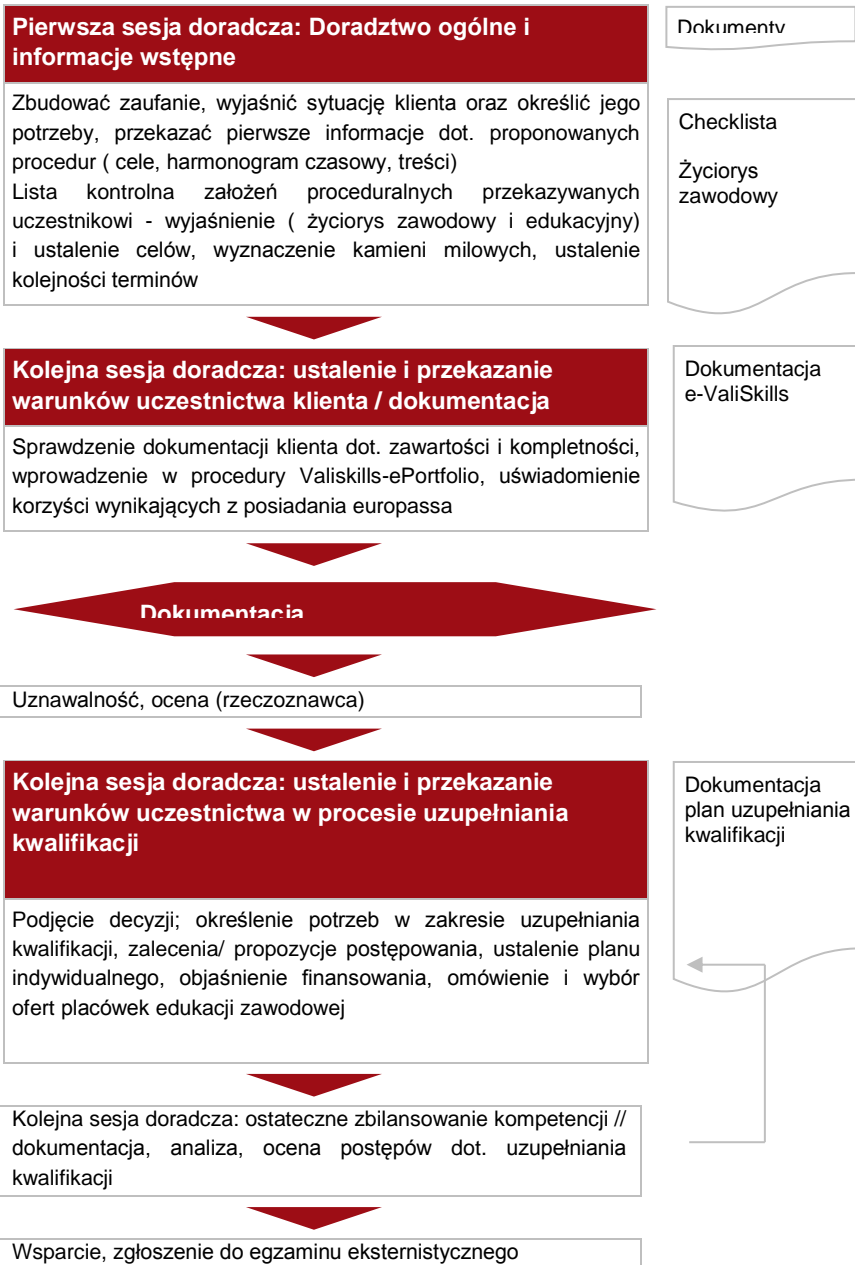 Pierwsza sesja doradcza: Doradztwo ogólne i
informacje wstępne
Dokumenty
Zbudować zaufanie, wyjaśnić sytuację klienta oraz określić jego
potrzeby, przekazać pierwsze informacje dot. proponowanych
procedur ( cele, harmonogram czasowy, treści)
Lista kontrolna założeń proceduralnych przekazywanych
uczestnikowi - wyjaśnienie ( życiorys zawodowy i edukacyjny)
i ustalenie celów, wyznaczenie kamieni milowych, ustalenie
kolejności terminów
Checklista
Życiorys
zawodowy
Kolejna sesja doradcza: ustalenie i przekazanie
warunków uczestnictwa klienta / dokumentacja
Sprawdzenie dokumentacji klienta dot. zawartości i kompletności,
wprowadzenie w procedury Valiskills-ePortfolio, uświadomienie
korzyści wynikających z posiadania europassa
Dokumentacja
e-ValiSkills
Dokumentacja
Uznawalność, ocena (rzeczoznawca)
Kolejna sesja doradcza: ustalenie i przekazanie
warunków uczestnictwa w procesie uzupełniania
kwalifikacji
Podjęcie decyzji; określenie potrzeb w zakresie uzupełniania
kwalifikacji, zalecenia/ propozycje postępowania, ustalenie planu
indywidualnego, objaśnienie finansowania, omówienie i wybór
ofert placówek edukacji zawodowej
Dokumentacja
plan uzupełniania
kwalifikacji
Kolejna sesja doradcza: ostateczne zbilansowanie kompetencji //
dokumentacja, analiza, ocena postępów dot. uzupełniania
kwalifikacji
Wsparcie, zgłoszenie do egzaminu eksternistycznego